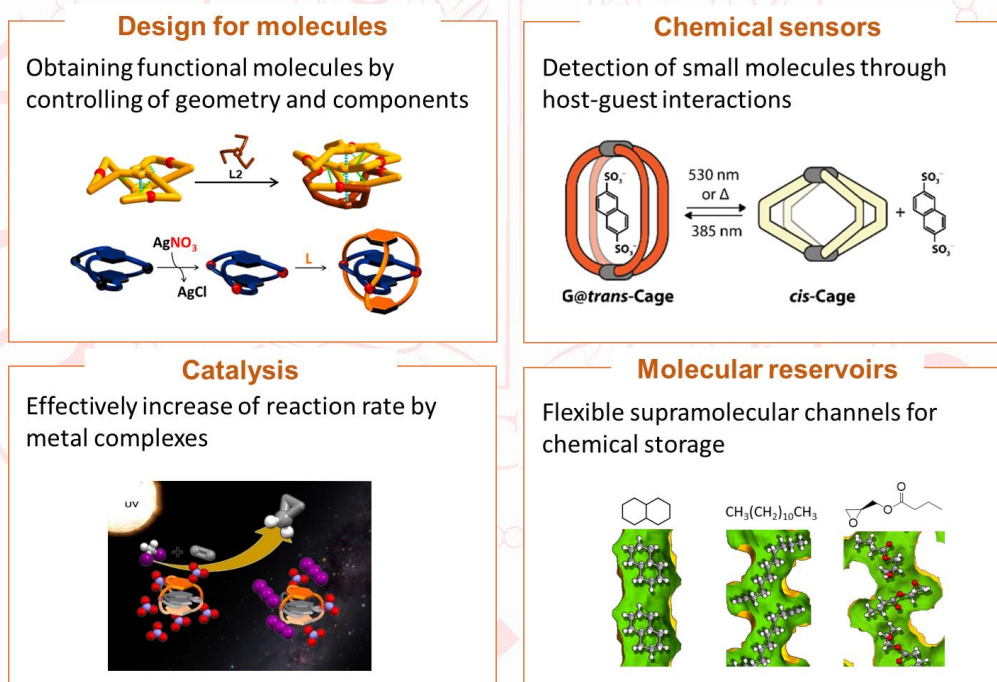 Design for molecules
Obtaining functional molecules by
controlling of geometry and components
L2
AgNO₃
L
AgCl
Chemical sensors
Detection of small molecules through
host-guest interactions
SO₃⁻
SO₃⁻
530 nm
or Δ
385 nm
+
SO₃⁻
SO₃⁻
G@trans-Cage
cis-Cage
Catalysis
Effectively increase of reaction rate by
metal complexes
UV
+
Molecular reservoirs
Flexible supramolecular channels for
chemical storage
CH₃(CH₂)₁₀CH₃
O
O
O